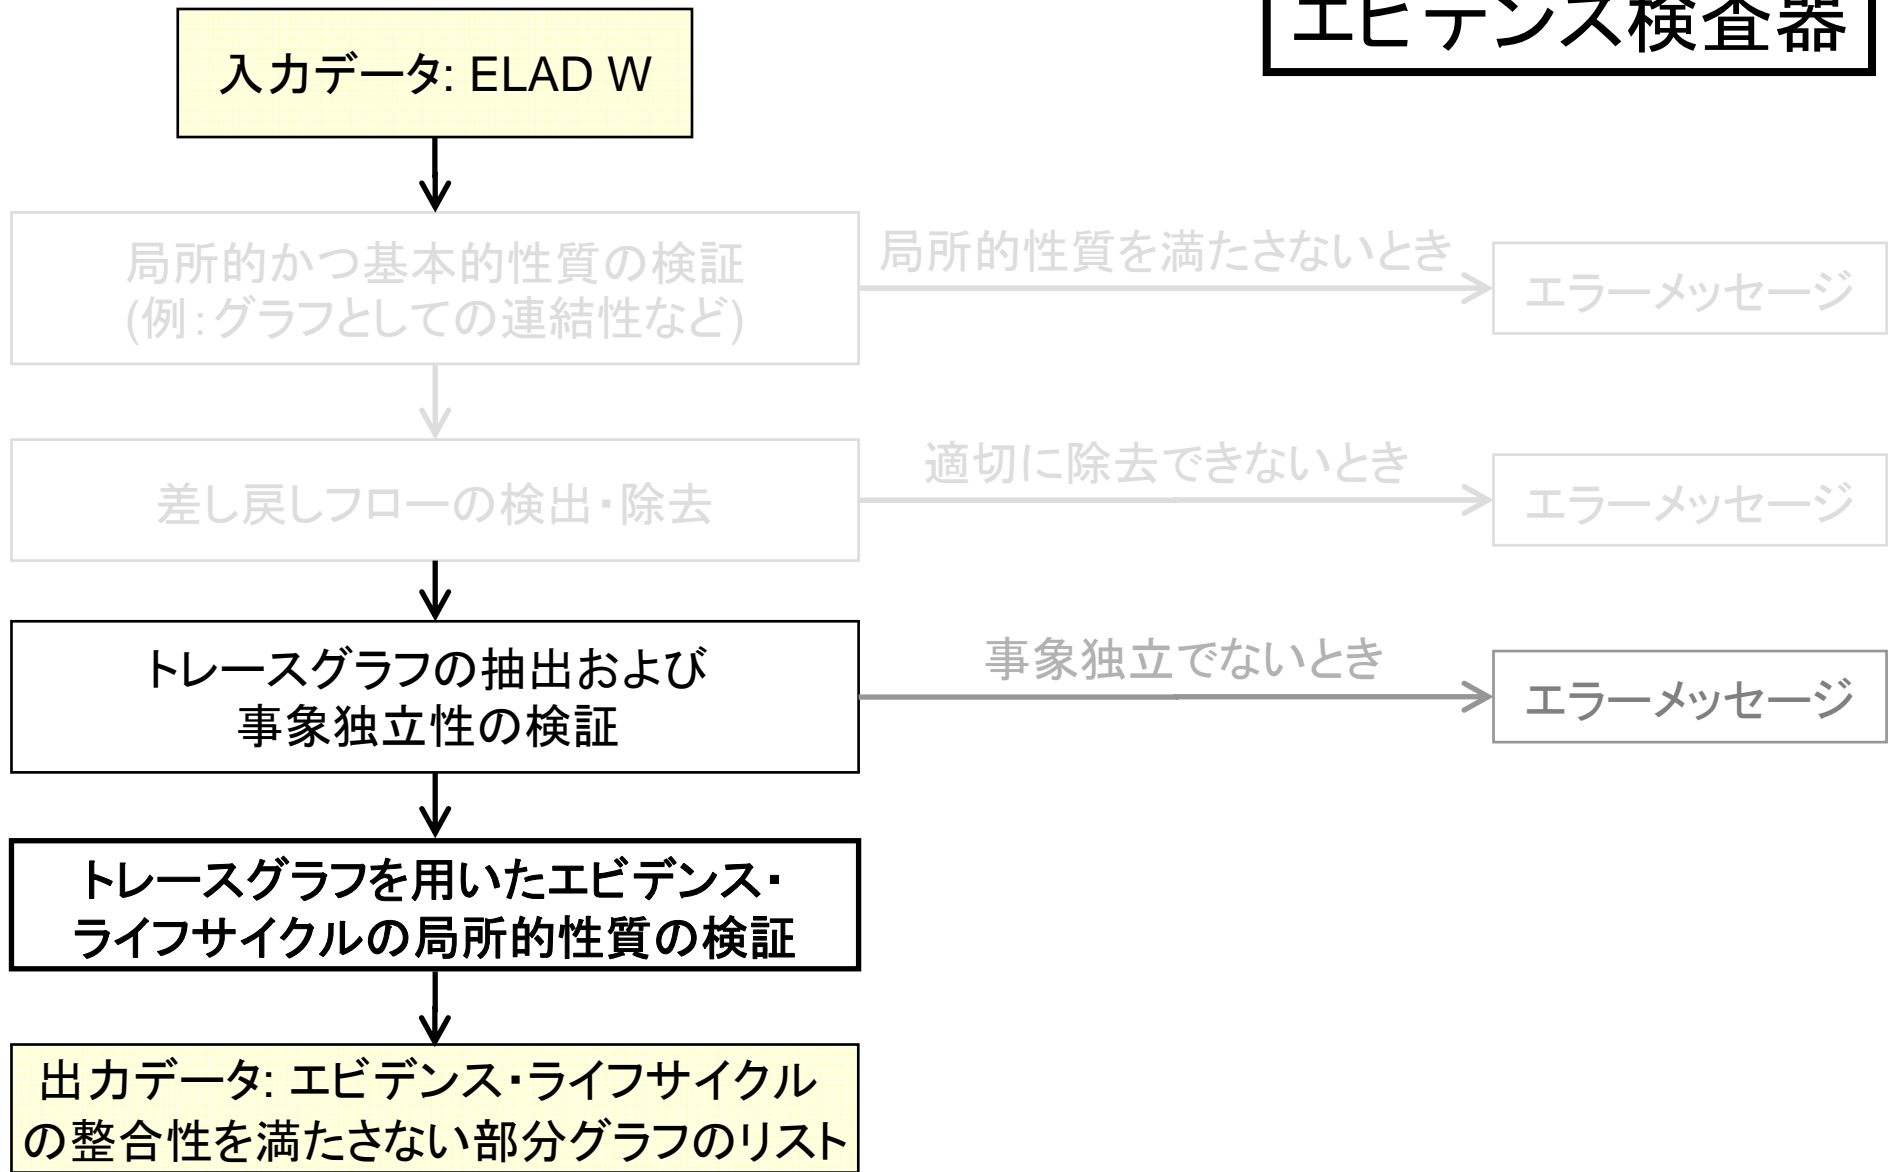 エビデンス検査器
入力データ: ELAD W
局所的かつ基本的性質の検証
(例：グラフとしての連結性など)
局所的性質を満たさないとき
エラーメッセージ
差し戻しフローの検出・除去
適切に除去できないとき
エラーメッセージ
トレースグラフの抽出および
事象独立性の検証
事象独立でないとき
エラーメッセージ
トレースグラフを用いたエビデンス・
ライフサイクルの局所的性質の検証
出力データ: エビデンス・ライフサイクル
の整合性を満たさない部分グラフのリスト